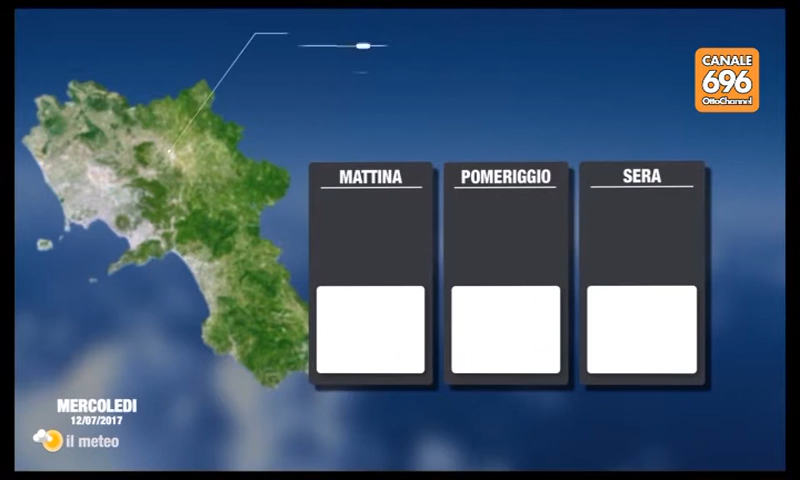 CANALE
696
OttoChannel
MATTINA
POMERIGGIO
SERA
MERCOLEDI
12/07/2017
il meteo